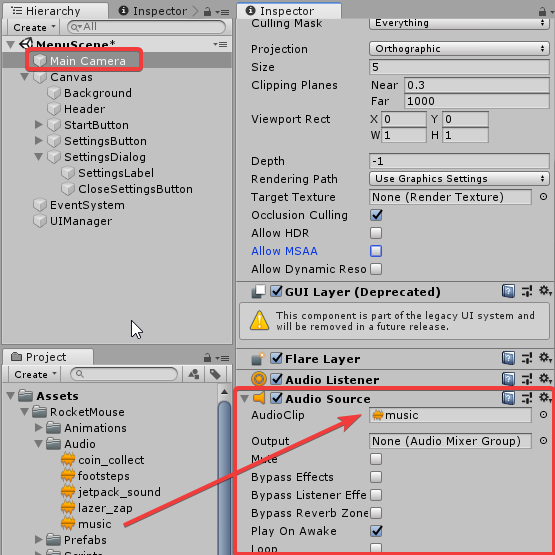 Hierarchy
Inspector
Create
All
MenuScene*
Main Camera
Canvas
Background
Header
StartButton
SettingsButton
SettingsDialog
SettingsLabel
CloseSettingsButton
EventSystem
UIManager
Project
Create
Assets
RocketMouse
Animations
Audio
coin_collect
footsteps
jetpack_sound
lazer_zap
music
Prefabs
Scripts
Inspector
Culling Mask Everything
Projection Orthographic
Size 5
Clipping Planes Near 0.3
Far 1000
Viewport Rect X 0 Y 0
W 1 H 1
Depth -1
Rendering Path Use Graphics Settings
Target Texture None (Render Texture)
Occlusion Culling
Allow HDR
Allow MSAA
Allow Dynamic Reso
GUI Layer (Deprecated)
This component is part of the legacy UI system and
will be removed in a future release.
Flare Layer
Audio Listener
Audio Source
AudioClip music
Output None (Audio Mixer Group)
Mute
Bypass Effects
Bypass Listener Effe
Bypass Reverb Zone
Play On Awake
Loop